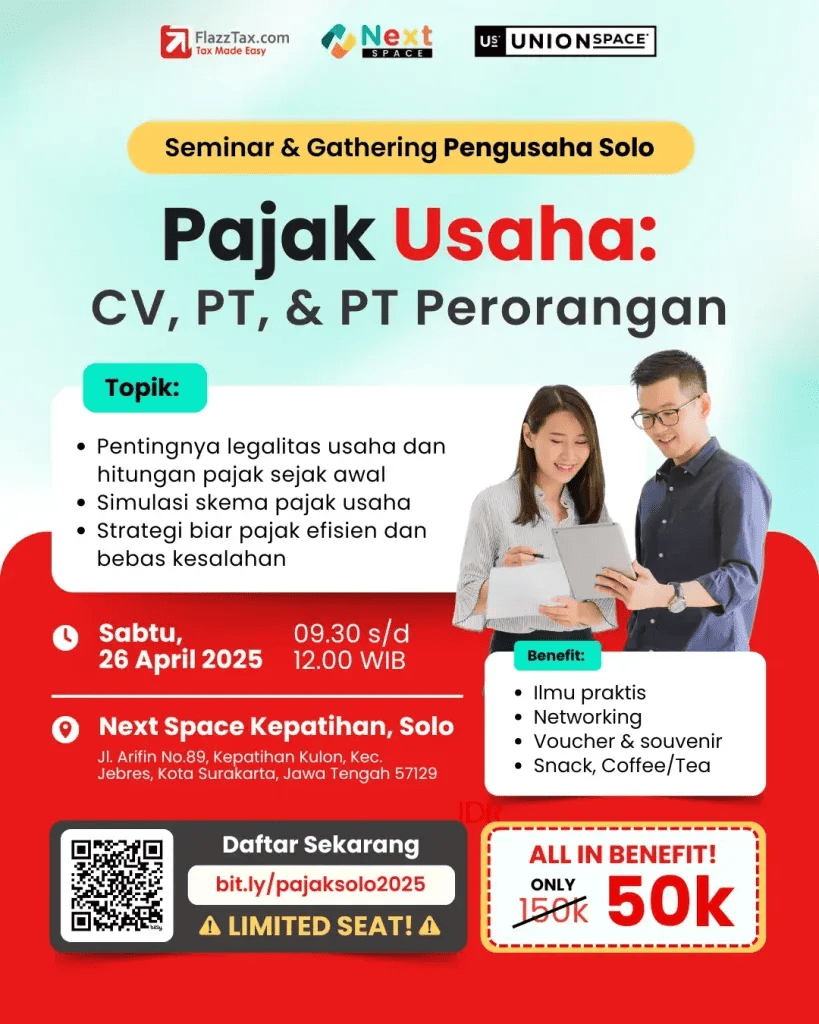 FlazzTax.com
Tax Made Easy
Next
SPACE
US UNIONSPACE
Seminar & Gathering Pengusaha Solo
Pajak Usaha:
CV, PT, & PT Perorangan
Topik:
• Pentingnya legalitas usaha dan
hitungan pajak sejak awal
• Simulasi skema pajak usaha
• Strategi biar pajak efisien dan
bebas kesalahan
Sabtu,
26 April 2025
09.30 s/d
12.00 WIB
Next Space Kepatihan, Solo
Jl. Arifin No.89, Kepatihan Kulon, Kec.
Jebres, Kota Surakarta, Jawa Tengah 57129
Benefit:
• Ilmu praktis
• Networking
• Voucher & souvenir
• Snack, Coffee/Tea
Daftar Sekarang
bit.ly/pajaksolo2025
LIMITED SEAT!
ALL IN BENEFIT!
ONLY
150k
50k